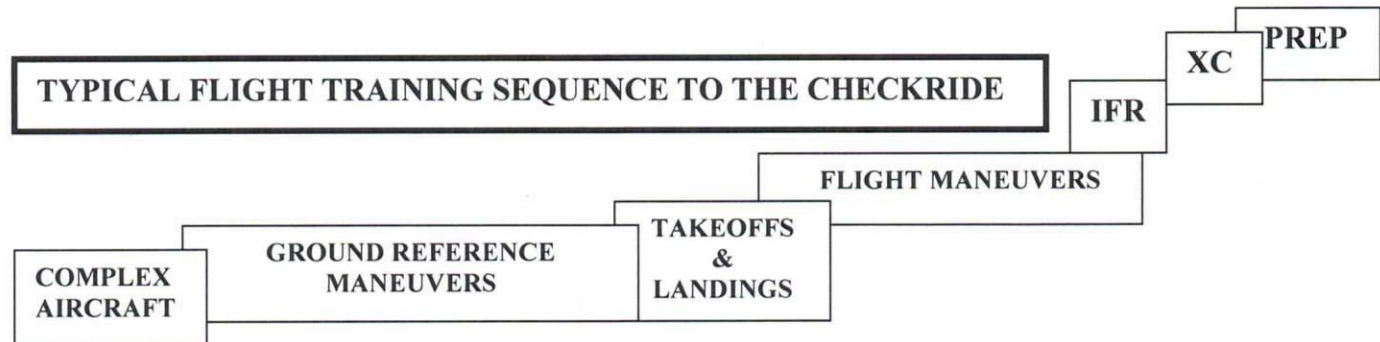 TYPICAL FLIGHT TRAINING SEQUENCE TO THE CHECKRIDE
COMPLEX
AIRCRAFT
GROUND REFERENCE
MANEUVERS
TAKEOFFS
&
LANDINGS
FLIGHT MANEUVERS
IFR
XC
PREP